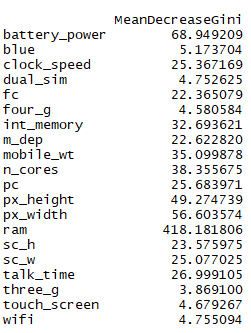 MeanDecreaseGini
battery_power 68.949209
blue 5.173704
clock_speed 25.367169
dual_sim 4.752625
fc 22.365079
four_g 4.580584
int_memory 32.693621
m_dep 22.622820
mobile_wt 35.099878
n_cores 38.355675
pc 25.683971
px_height 49.274739
px_width 56.603574
ram 418.181806
sc_h 23.575975
sc_w 25.077025
talk_time 26.999105
three_g 3.869100
touch_screen 4.679267
wifi 4.755094